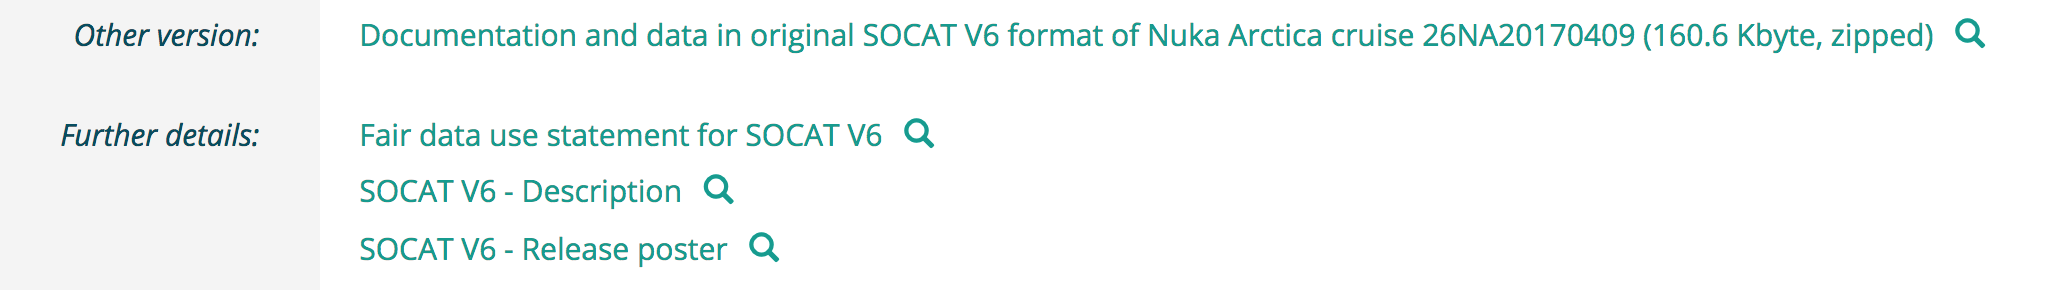 Other version: Documentation and data in original SOCAT V6 format of Nuka Arctica cruise 26NA20170409 (160.6 Kbyte, zipped)
Further details: Fair data use statement for SOCAT V6
SOCAT V6 - Description
SOCAT V6 - Release poster